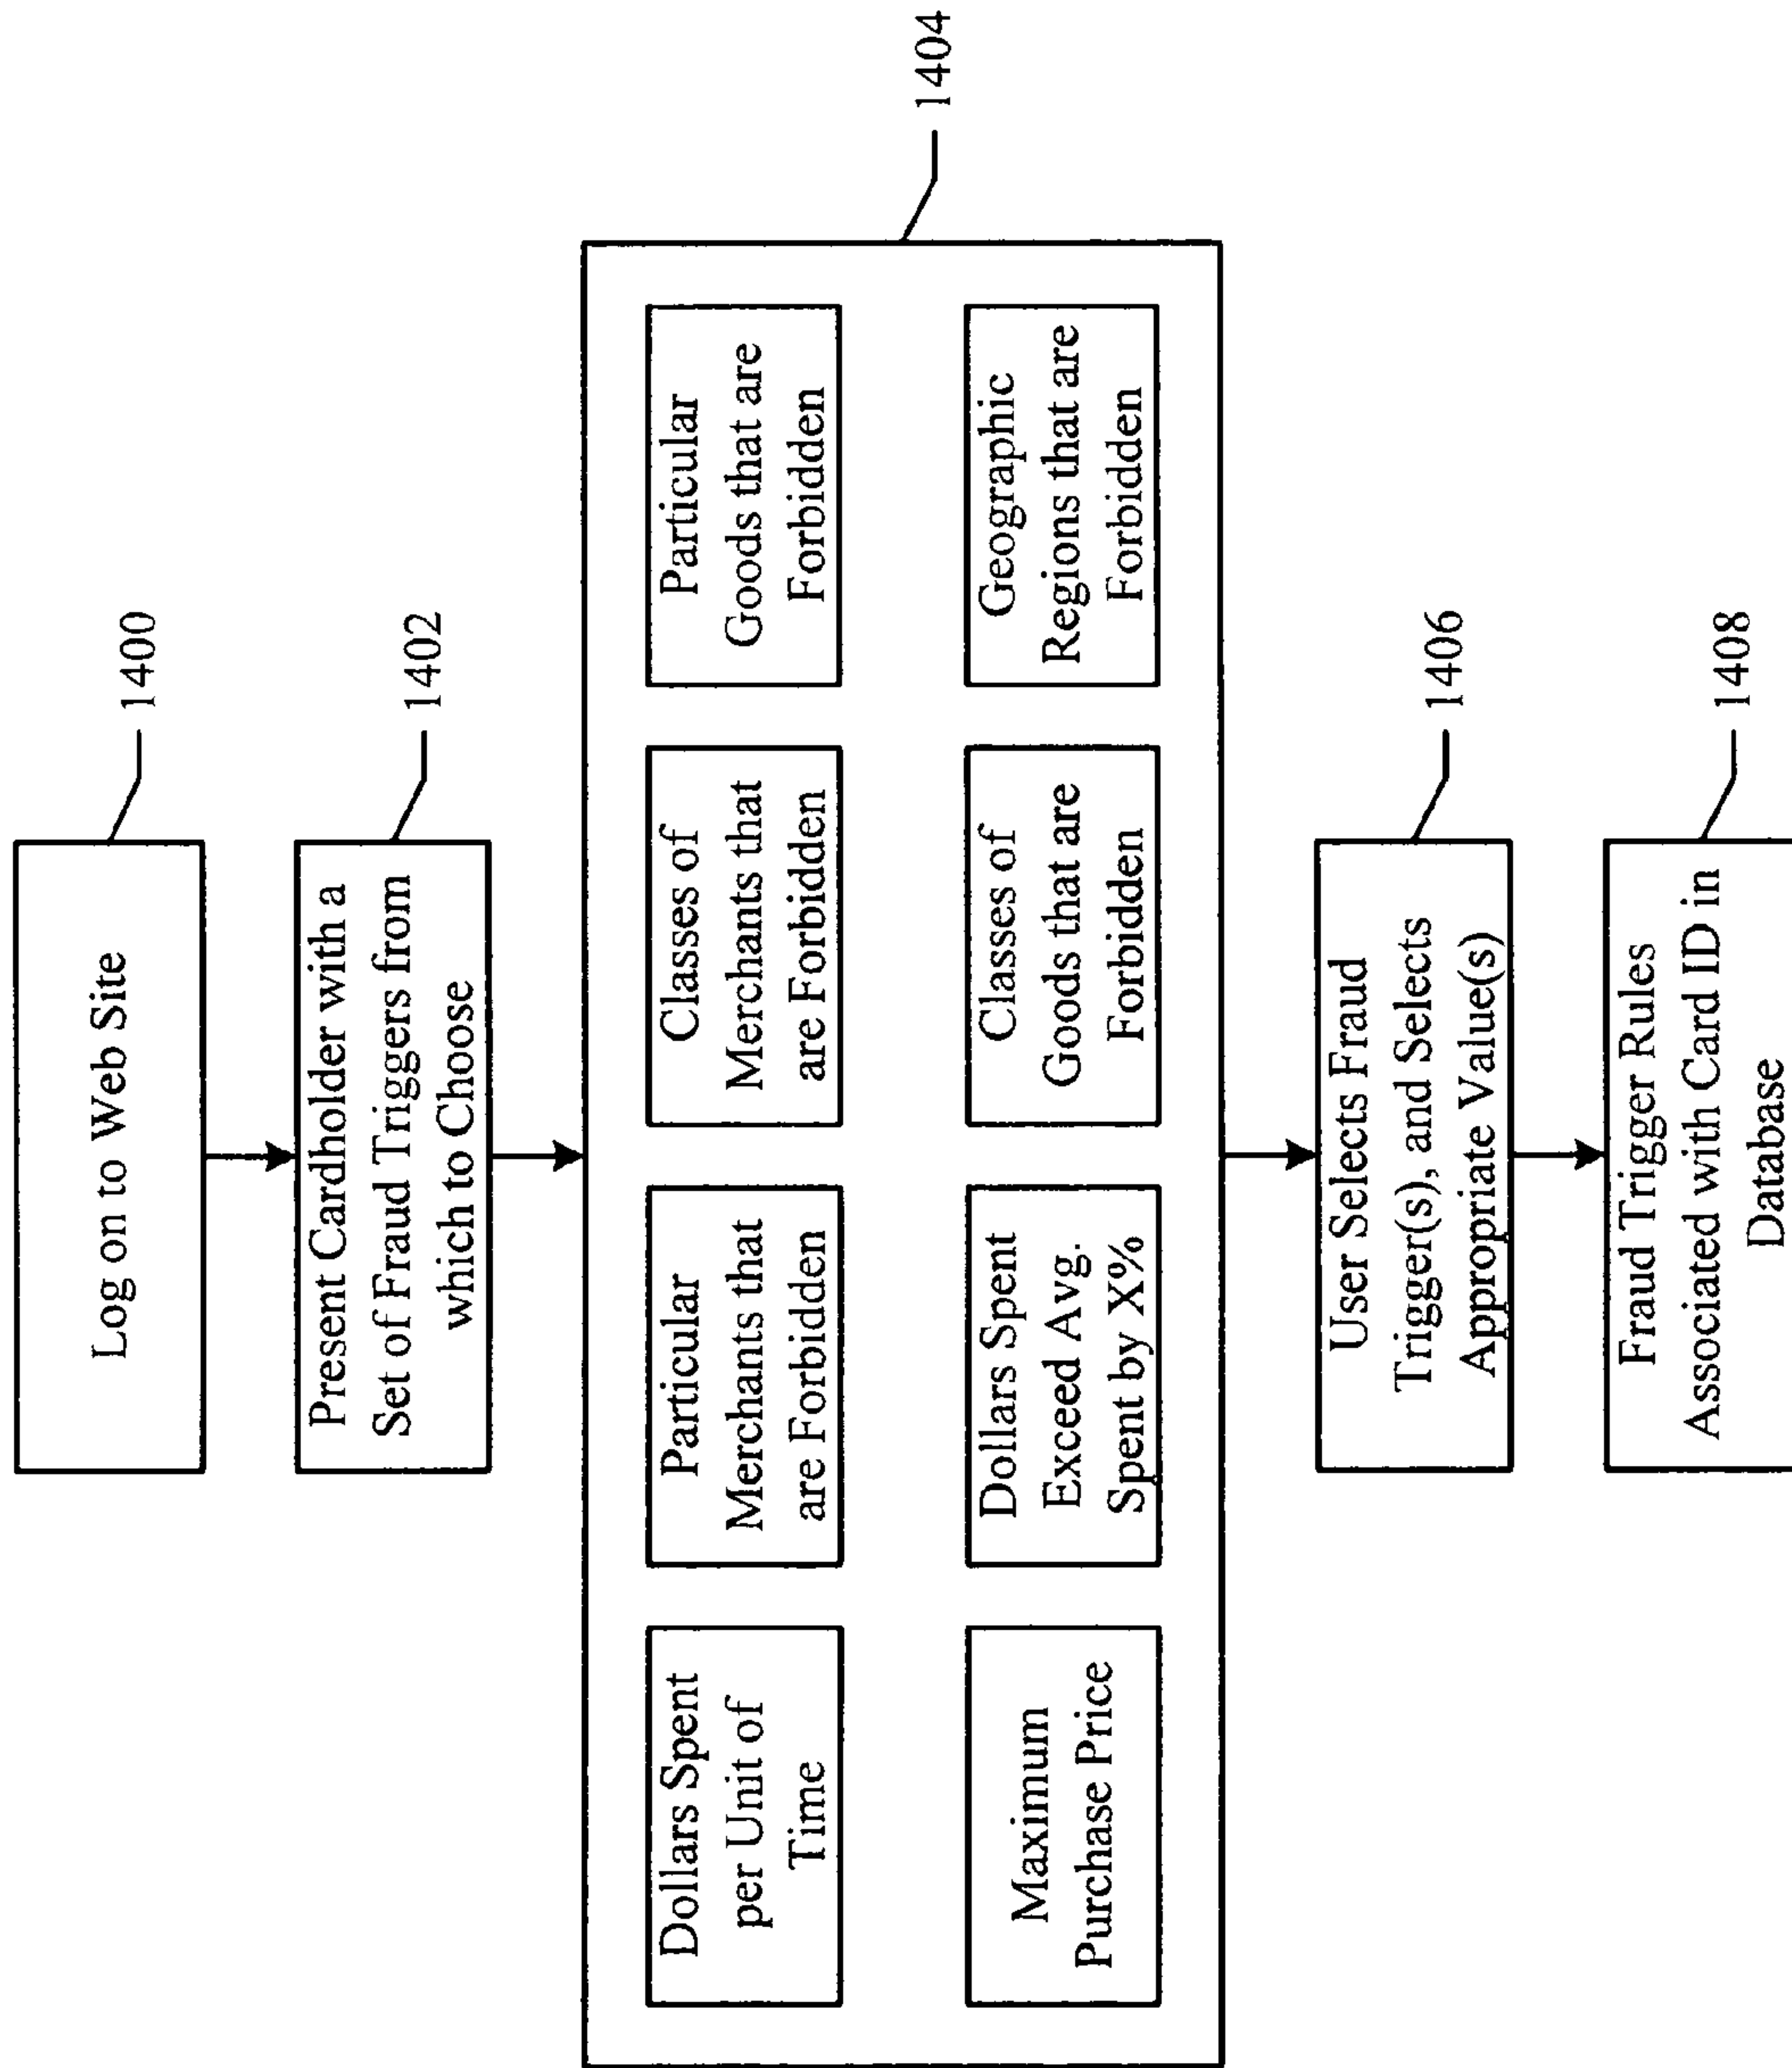 Log on to Web Site
1400
Present Cardholder with a
Set of Fraud Triggers from
which to Choose
1402
1404
Dollars Spent
per Unit of
Time
Particular
Merchants that
are Forbidden
Classes of
Merchants that
are Forbidden
Particular
Goods that are
Forbidden
Maximum
Purchase Price
Dollars Spent
Exceed Avg.
Spent by X%
Classes of
Goods that are
Forbidden
Geographic
Regions that are
Forbidden
User Selects Fraud
Trigger(s), and Selects
Appropriate Value(s)
1406
Fraud Trigger Rules
Associated with Card ID in
Database
1408